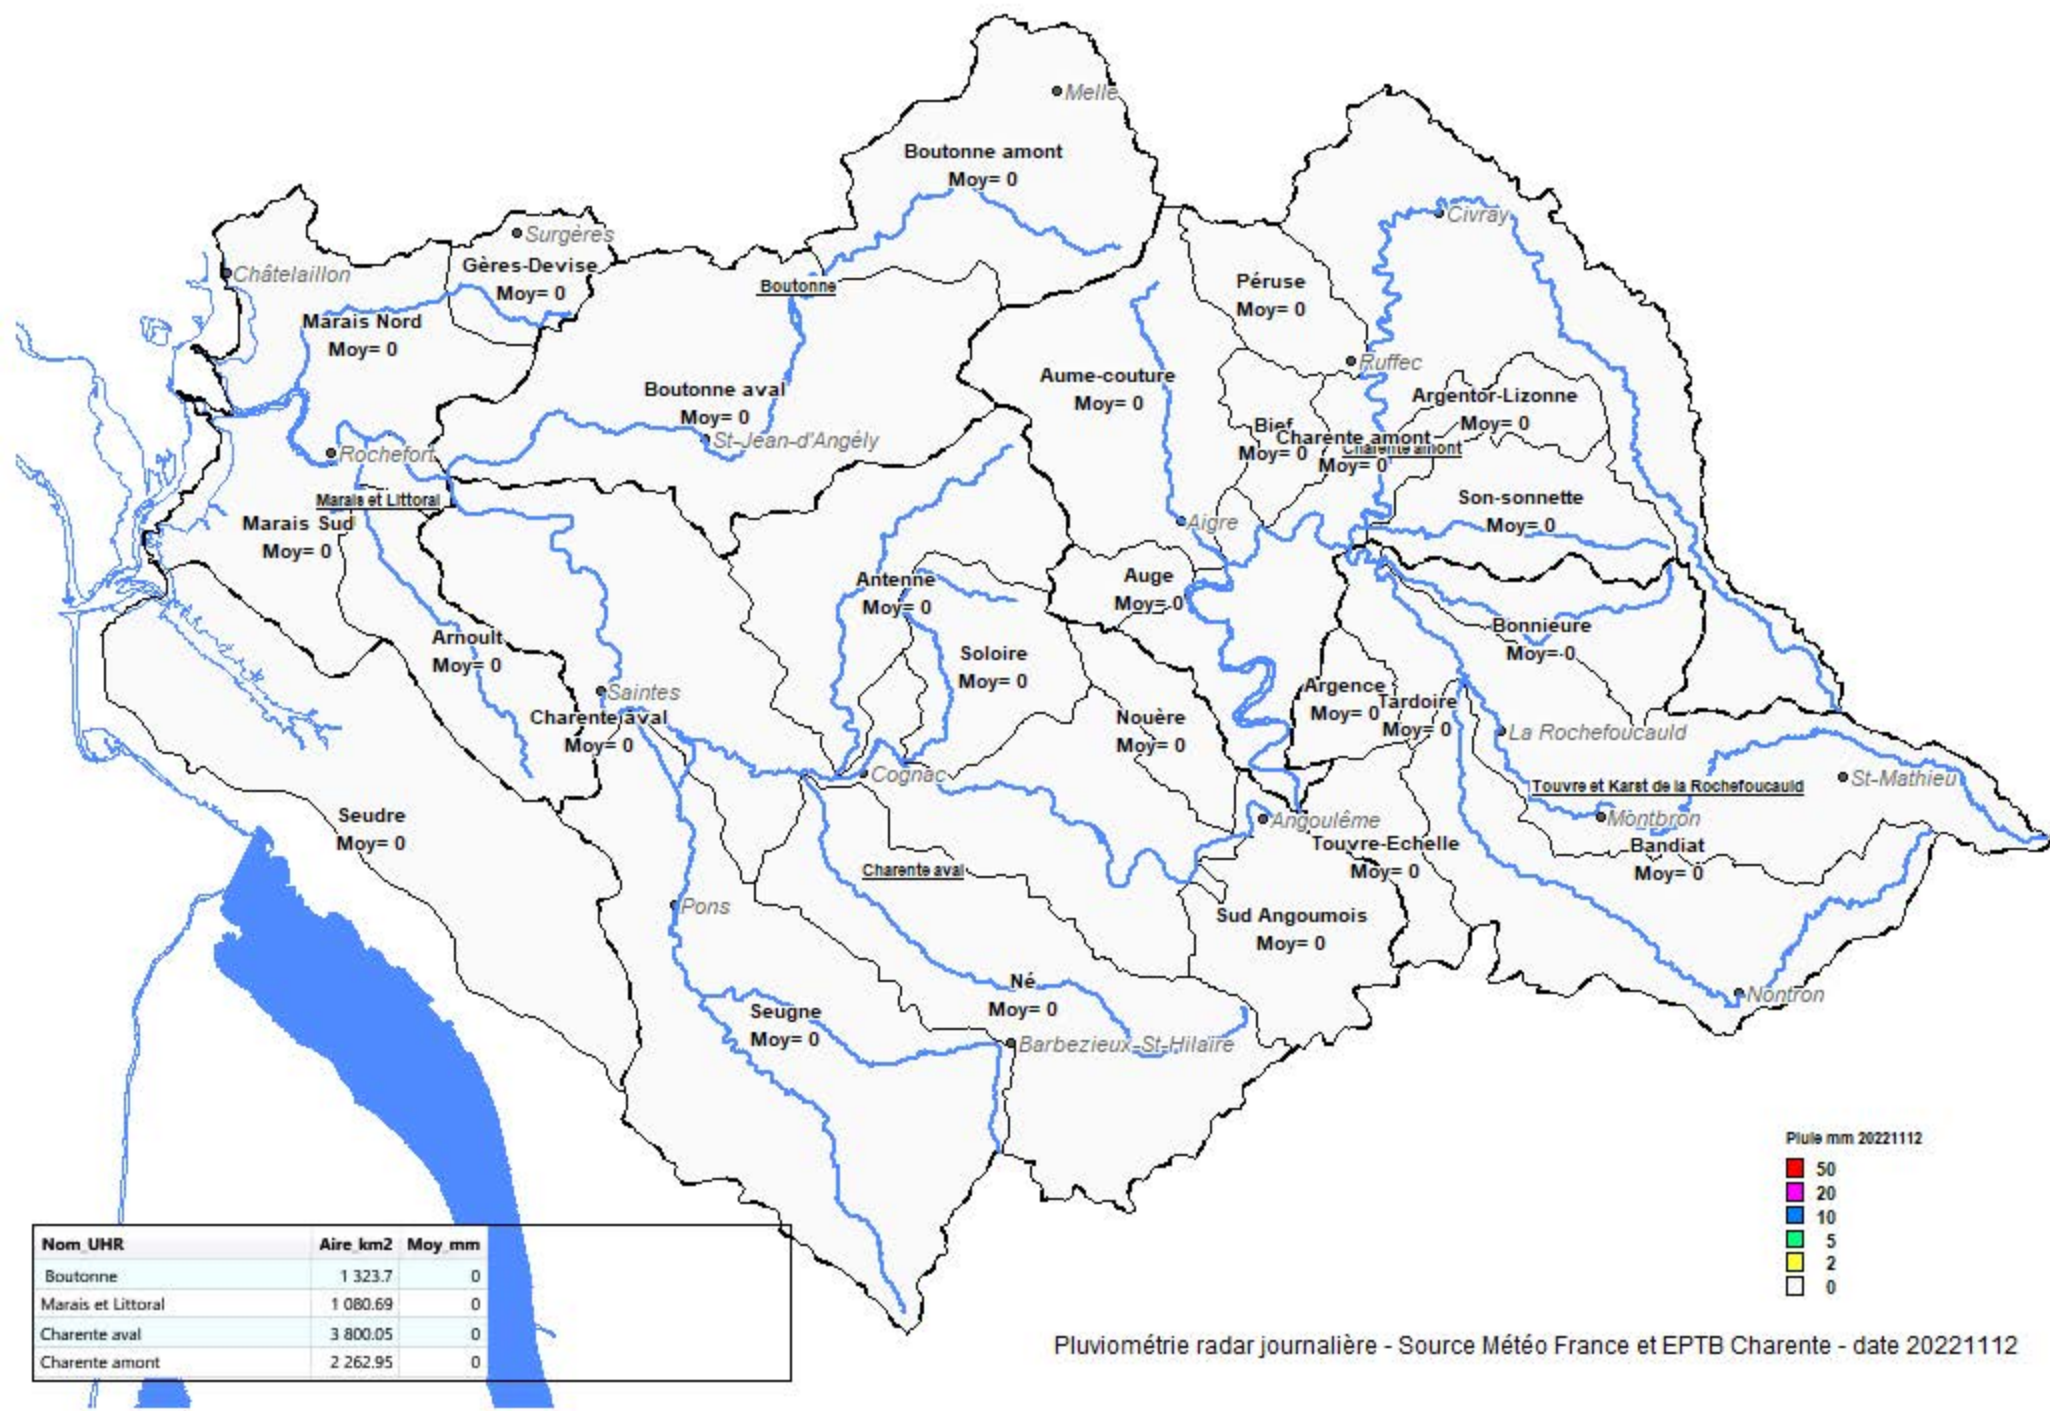 Melle
Boutonne amont
Moy= 0
Civray
Surgères
Châtelaillon
Gères-Devise
Moy= 0
Boutonne
Péruse
Moy= 0
Marais Nord
Moy= 0
Ruffec
Aume-couture
Moy= 0
Boutonne aval
Moy= 0
Argentor-Lizonne
Moy= 0
Bief
Moy= 0
Charente amont
Moy= 0
Charente amont
St-Jean-d'Angély
Rochefort
Marais et Littoral
Son-sonnette
Moy= 0
Marais Sud
Moy= 0
Aigre
Antenne
Moy= 0
Auge
Moy= 0
Bonnieure
Moy= 0
Arnoult
Moy= 0
Soloire
Moy= 0
Saintes
Argence
Moy= 0
Tardoire
Moy= 0
Charente aval
Moy= 0
Nouère
Moy= 0
La Rochefoucauld
Cognac
St-Mathieu
Touvre et Karst de la Rochefoucauld
Seudre
Moy= 0
Angoulême
Montbron
Touvre-Echelle
Moy= 0
Bandiat
Moy= 0
Charente aval
Pons
Sud Angoumois
Moy= 0
Né
Moy= 0
Nontron
Seugne
Moy= 0
Barbezieux-St-Hilaire
Pluie mm 20221112
50
20
10
5
2
0
Nom_UHR Aire_km2 Moy_mm
Boutonne 1 323.7 0
Marais et Littoral 1 080.69 0
Charente aval 3 800.05 0
Charente amont 2 262.95 0
Pluviométrie radar journalière - Source Météo France et EPTB Charente - date 20221112